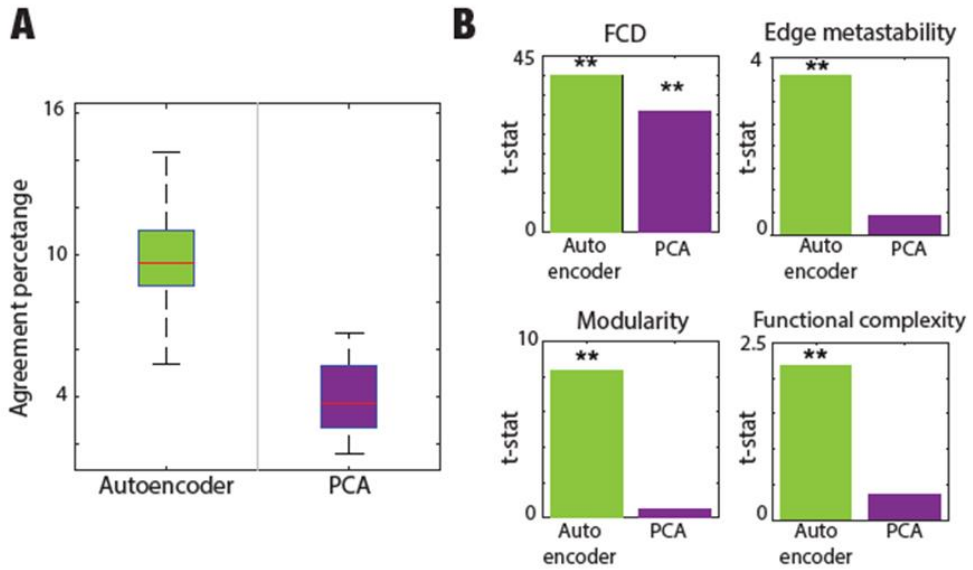 A
Agreement percetange
16
10
4
Autoencoder
PCA
B
FCD
t-stat
45
0
**
**
Auto
encoder
PCA
Edge metastability
t-stat
4
0
**
Auto
encoder
PCA
Modularity
t-stat
10
0
**
Auto
encoder
PCA
Functional complexity
t-stat
2.5
0
**
Auto
encoder
PCA